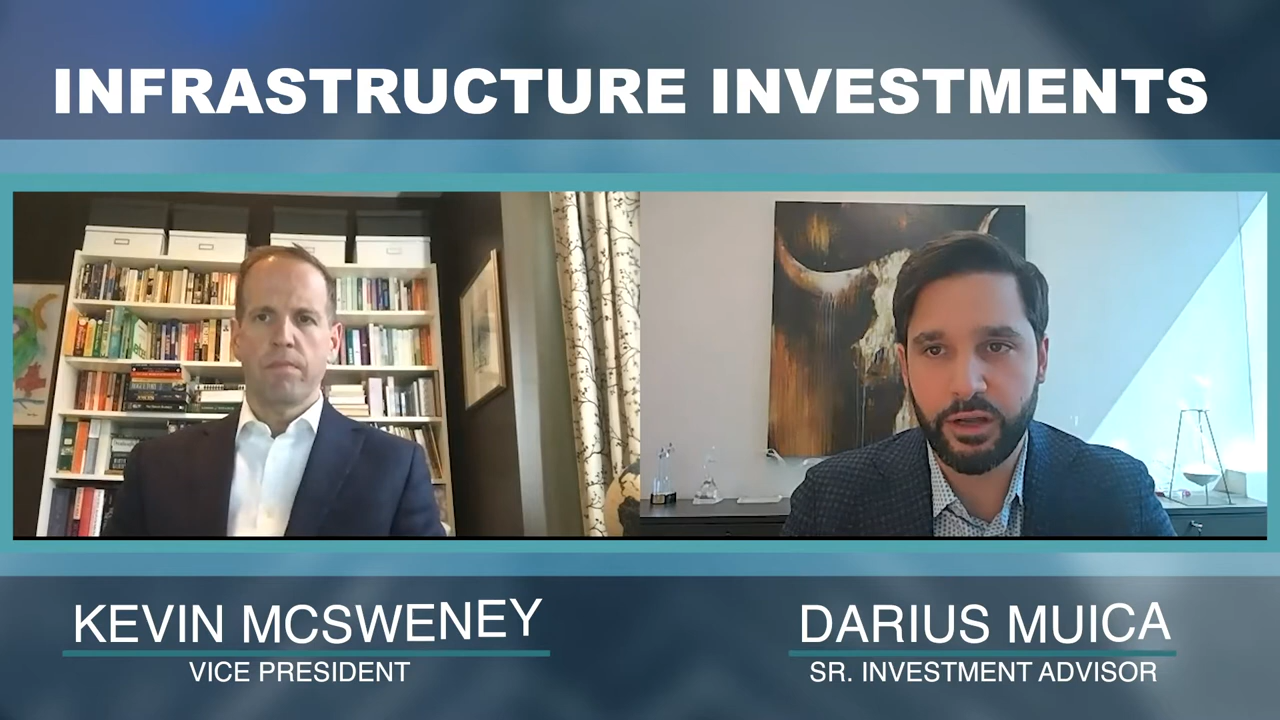 INFRASTRUCTURE INVESTMENTS
KEVIN MCSWENEY
VICE PRESIDENT
DARIUS MUICA
SR. INVESTMENT ADVISOR